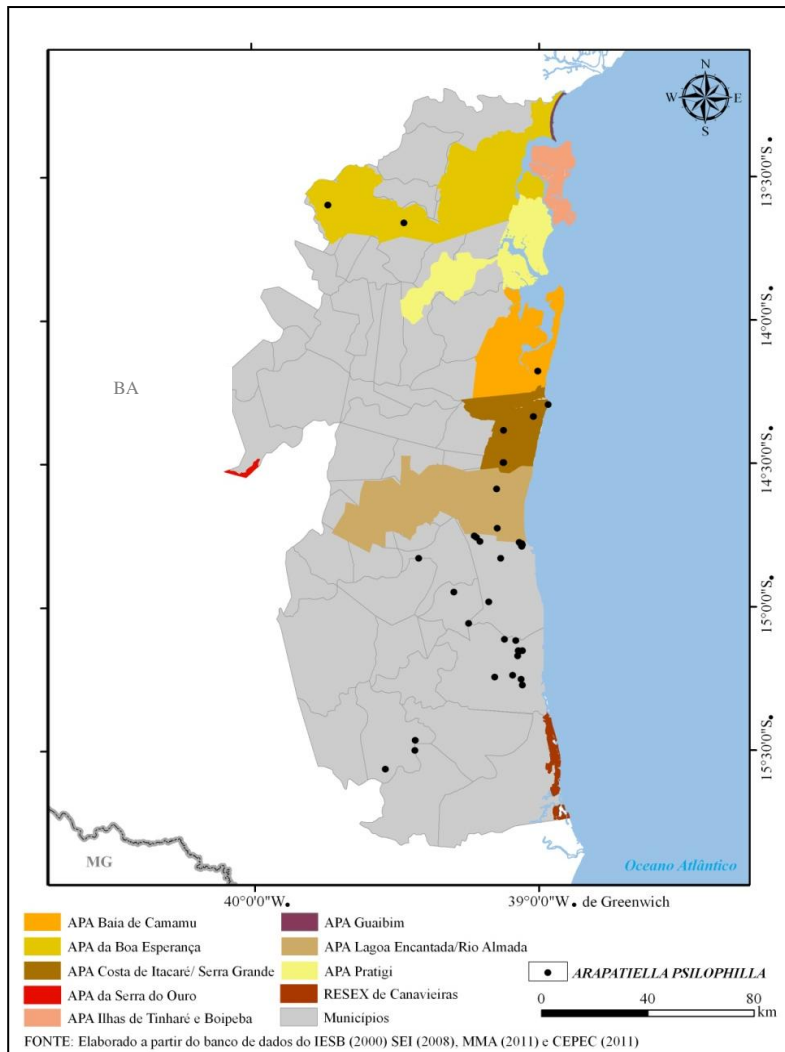 N
W E
S
13°30'0"S.
14°0'0"S.
BA
14°30'0"S.
15°0'0"S.
15°30'0"S.
MG
Oceano Atlântico
40°0'0"W. 39°0'0"W. de Greenwich
APA Baia de Camamu
APA da Boa Esperança
APA Costa de Itacaré/ Serra Grande
APA da Serra do Ouro
APA Ilhas de Tinharé e Boipeba
APA Guaibim
APA Lagoa Encantada/Rio Almada
APA Pratigi
RESEX de Canavieiras
Municípios
ARAPATIELLA PSILOPHILLA
0 40 80
km
FONTE: Elaborado a partir do banco de dados do IESB (2000) SEI (2008), MMA (2011) e CEPEC (2011)